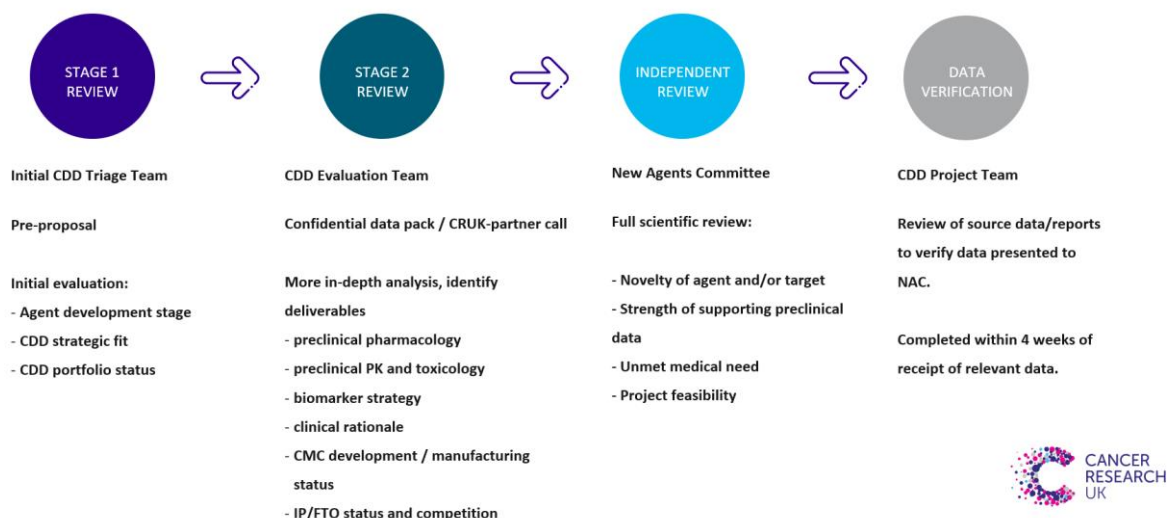 STAGE 1
REVIEW
STAGE 2
REVIEW
INDEPENDENT
REVIEW
DATA
VERIFICATION
Initial CDD Triage Team
Pre-proposal
Initial evaluation:
- Agent development stage
- CDD strategic fit
- CDD portfolio status
CDD Evaluation Team
Confidential data pack / CRUK-partner call
More in-depth analysis, identify
deliverables
- preclinical pharmacology
- preclinical PK and toxicology
- biomarker strategy
- clinical rationale
- CMC development / manufacturing
status
- IP/FTO status and competition
New Agents Committee
Full scientific review:
- Novelty of agent and/or target
- Strength of supporting preclinical
data
- Unmet medical need
- Project feasibility
CDD Project Team
Review of source data/reports
to verify data presented to
NAC.
Completed within 4 weeks of
receipt of relevant data.
CANCER
RESEARCH
UK